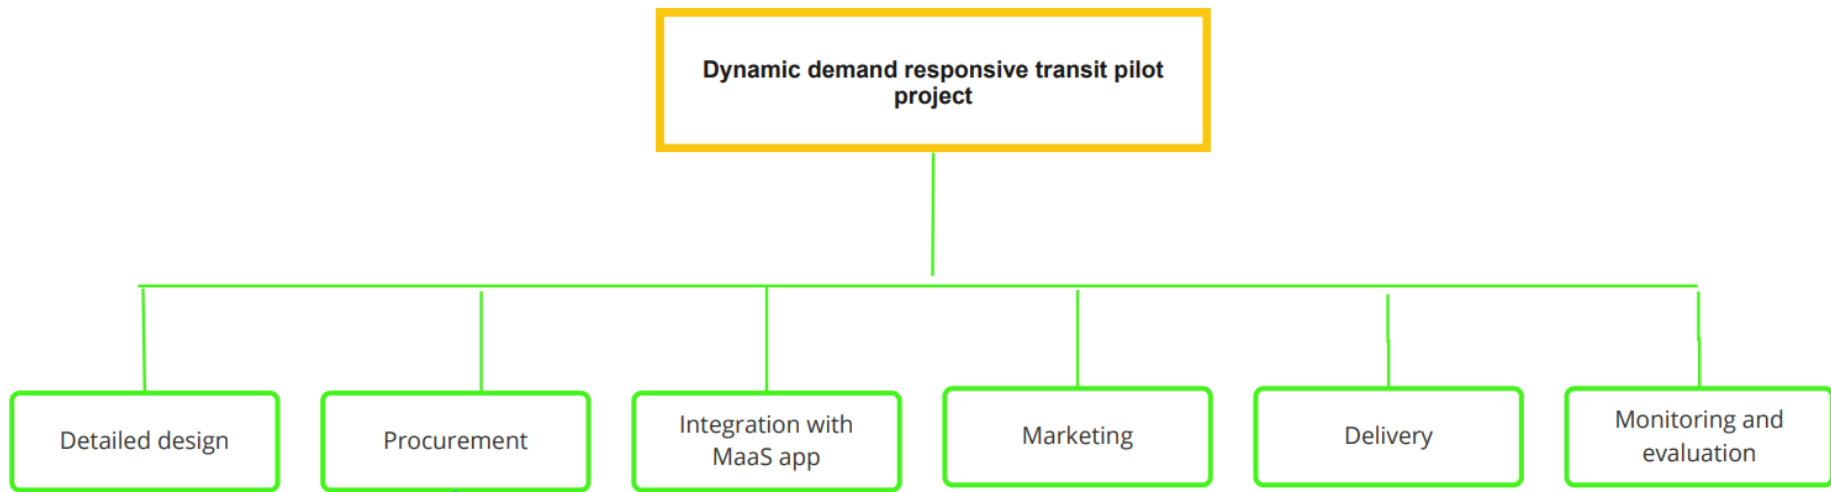 Dynamic demand responsive transit pilot
project
Detailed design
Procurement
Integration with
MaaS app
Marketing
Delivery
Monitoring and
evaluation